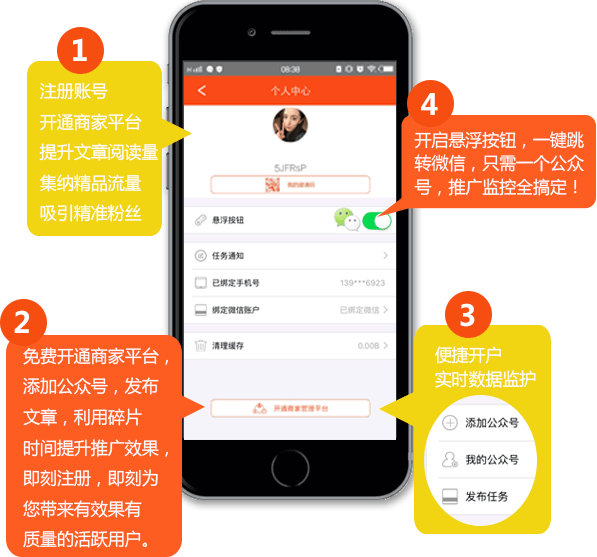 1
注册账号
开通商家平台
提升文章阅读量
集纳精品流量
吸引精准粉丝
08:38
个人中心
5JFRsP
悬浮按钮
任务通知
已绑定手机号
139***6923
绑定微信账户
已绑定微信
清理缓存
0.00B
开通商家管理平台
4
开启悬浮按钮，一键跳
转微信，只需一个公众
号，推广监控全搞定！
2
免费开通商家平台，
添加公众号，发布
文章，利用碎片
时间提升推广效果，
即刻注册，即刻为
您带来有效果有
质量的活跃用户。
3
便捷开户
实时数据监护
添加公众号
我的公众号
发布任务